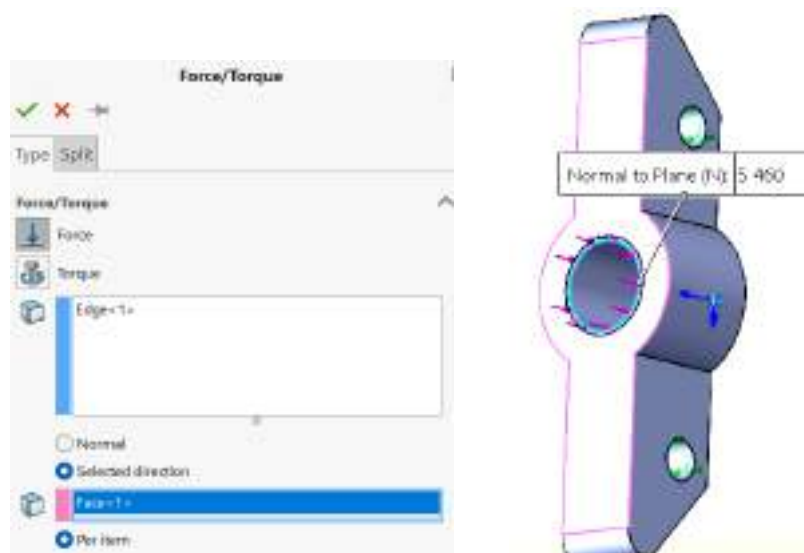 Force/Torque
Type Split
Force/Torque
Force
Torque
Edge<1>
Normal
Selected direction
Face<1>
Per item
Normal to Plane (N): 5 460